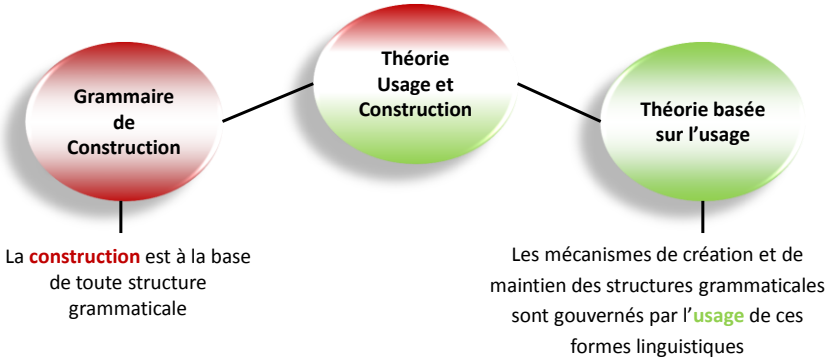 Grammaire
de
Construction
Théorie
Usage et
Construction
Théorie basée
sur l’usage
La construction est à la base
de toute structure
grammaticale
Les mécanismes de création et de
maintien des structures grammaticales
sont gouvernés par l’usage de ces
formes linguistiques